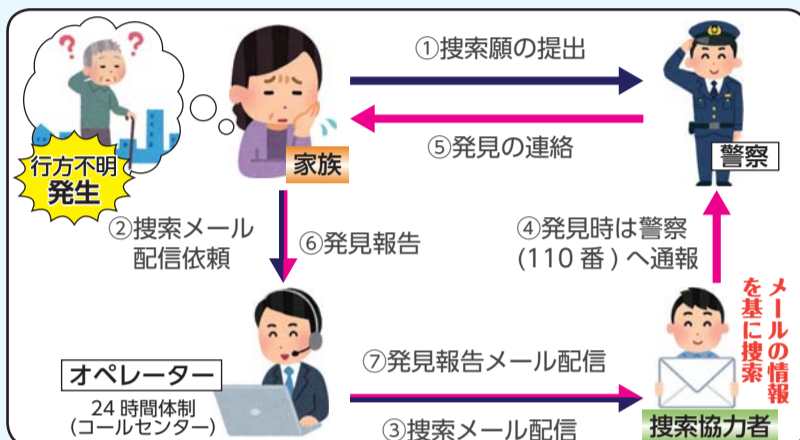 ？　？
行方不明
発生
家族
①捜索願の提出
⑤発見の連絡
警察
②捜索メール
配信依頼
⑥発見報告
④発見時は警察
(110番)へ通報
メールの情報
を基に捜索
オペレーター
24時間体制
(コールセンター)
⑦発見報告メール配信
③捜索メール配信
捜索協力者